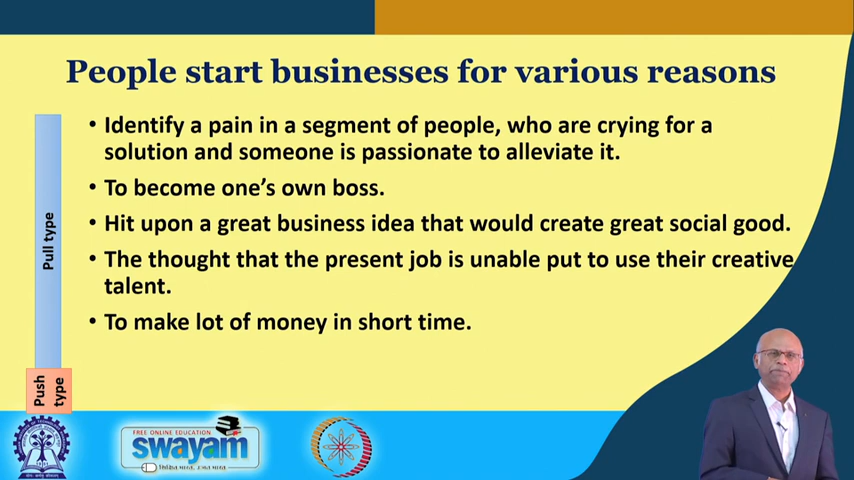 People start businesses for various reasons
• Identify a pain in a segment of people, who are crying for a
solution and someone is passionate to alleviate it.
• To become one's own boss.
• Hit upon a great business idea that would create great social good.
• The thought that the present job is unable put to use their creative
talent.
• To make lot of money in short time.
Pull type
Push
type
FREE ONLINE EDUCATION
swayam